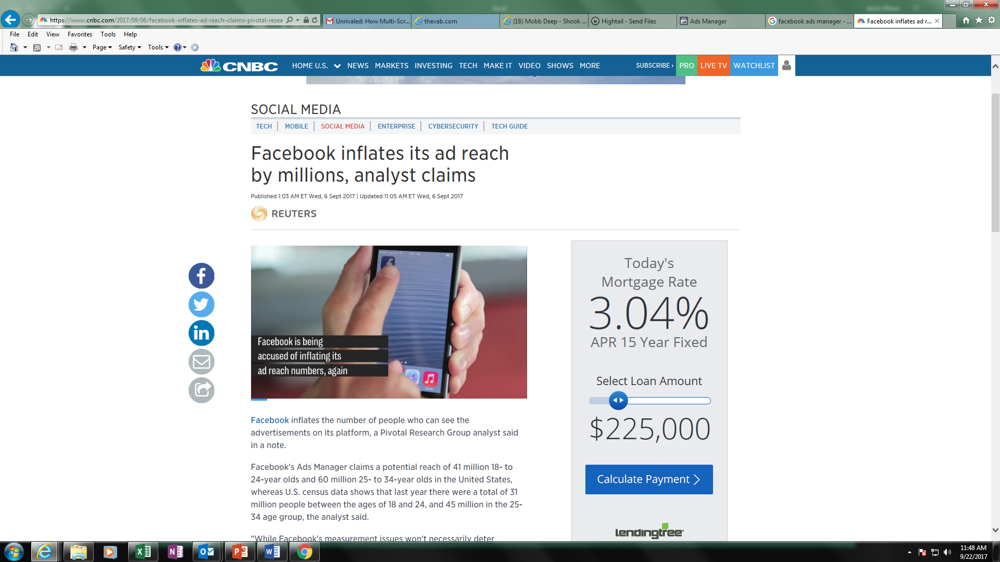 https://www.cnbc.com/2017/09/06/facebook-inflates-ad-reach-claims-pivotal-resea
Unrivaled: How Multi-Scr...
thevab.com
(18) Mobb Deep - Shook ...
Hightail - Send Files
Ads Manager
facebook ads manager - ...
Facebook inflates ad r...
File Edit View Favorites Tools Help
Page Safety Tools
CNBC HOME U.S. NEWS MARKETS INVESTING TECH MAKE IT VIDEO SHOWS MORE SUBSCRIBE › PRO LIVE TV WATCHLIST
SOCIAL MEDIA
TECH MOBILE SOCIAL MEDIA ENTERPRISE CYBERSECURITY TECH GUIDE
Facebook inflates its ad reach
by millions, analyst claims
Published 1:03 AM ET Wed, 6 Sept 2017 | Updated 11:05 AM ET Wed, 6 Sept 2017
REUTERS
Facebook is being
accused of inflating its
ad reach numbers, again
Facebook inflates the number of people who can see the
advertisements on its platform, a Pivotal Research Group analyst said
in a note.
Facebook's Ads Manager claims a potential reach of 41 million 18- to
24-year olds and 60 million 25- to 34-year olds in the United States,
whereas U.S. census data shows that last year there were a total of 31
million people between the ages of 18 and 24, and 45 million in the 25-
34 age group, the analyst said.
"While Facebook's measurement issues won't necessarily deter
Today's
Mortgage Rate
3.04%
APR 15 Year Fixed
Select Loan Amount
$225,000
Calculate Payment
lendingtree
11:48 AM
9/22/2017